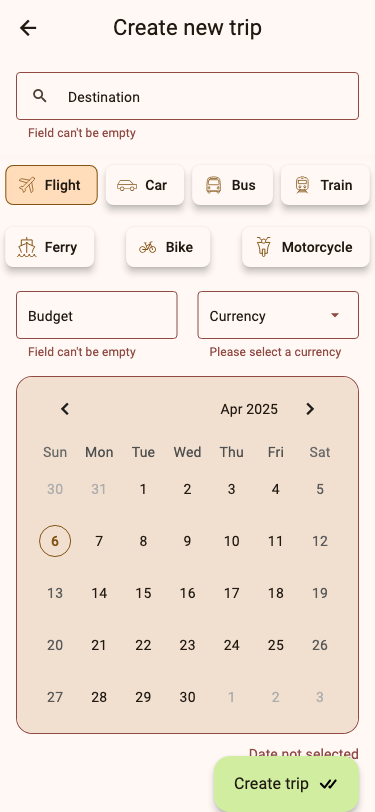 Create new trip
Destination
Field can't be empty
Flight Car Bus Train
Ferry Bike Motorcycle
Budget Currency
Field can't be empty Please select a currency
Apr 2025
Sun Mon Tue Wed Thu Fri Sat
30 31 1 2 3 4 5
6 7 8 9 10 11 12
13 14 15 16 17 18 19
20 21 22 23 24 25 26
27 28 29 30 1 2 3
Date not selected
Create trip